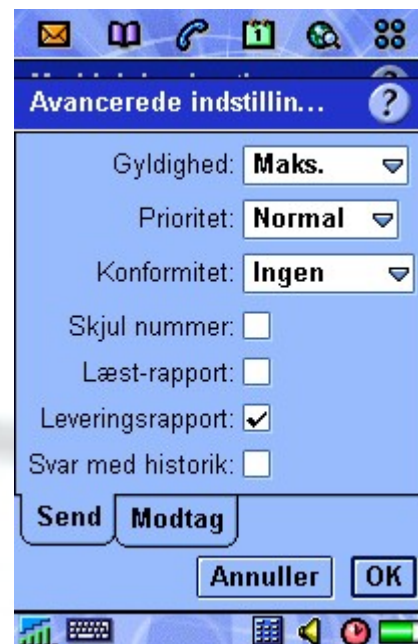 1
Avancerede indstillin... ?
Gyldighed: Maks.
Prioritet: Normal
Konformitet: Ingen
Skjul nummer:
Læst-rapport:
Leveringsrapport:
Svar med historik:
Send Modtag
Annuller OK